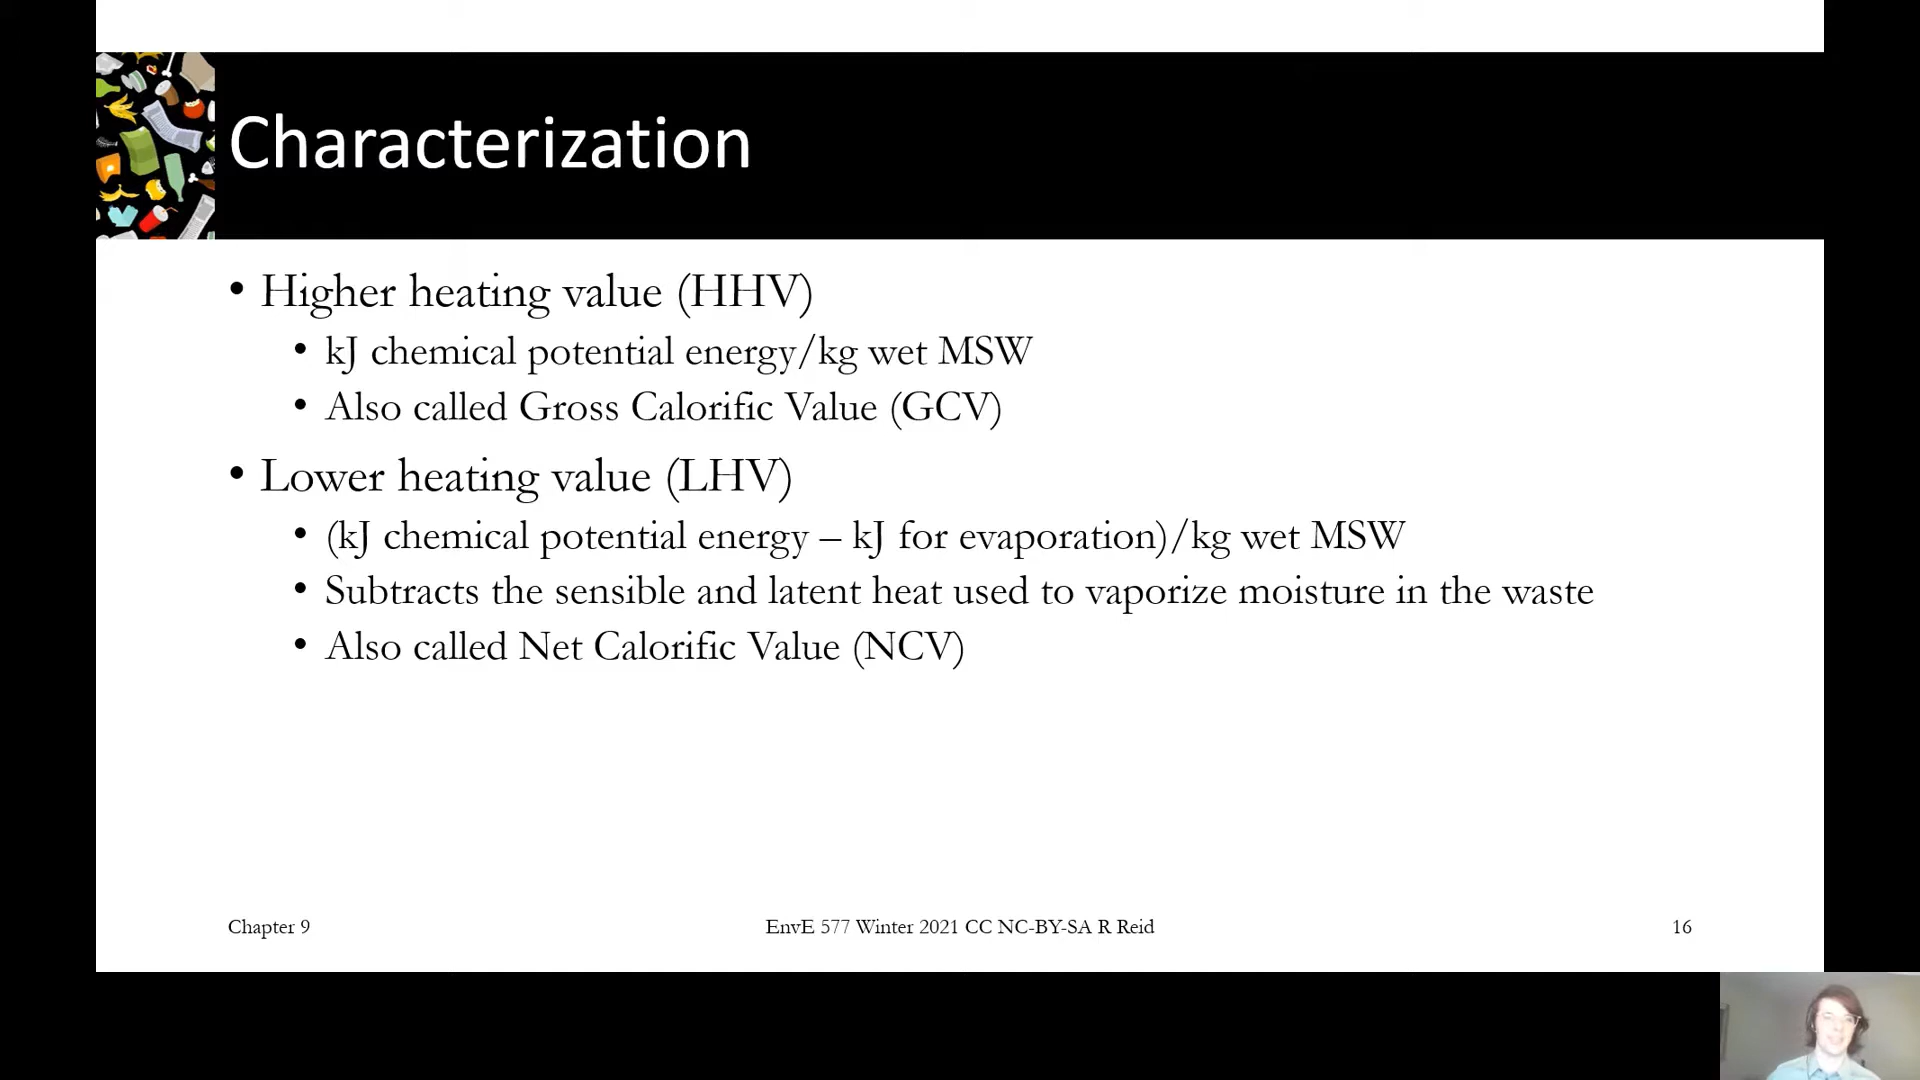 Characterization
• Higher heating value (HHV)
• kJ chemical potential energy/kg wet MSW
• Also called Gross Calorific Value (GCV)
• Lower heating value (LHV)
• (kJ chemical potential energy – kJ for evaporation)/kg wet MSW
• Subtracts the sensible and latent heat used to vaporize moisture in the waste
• Also called Net Calorific Value (NCV)
Chapter 9
EnvE 577 Winter 2021 CC NC-BY-SA R Reid
16